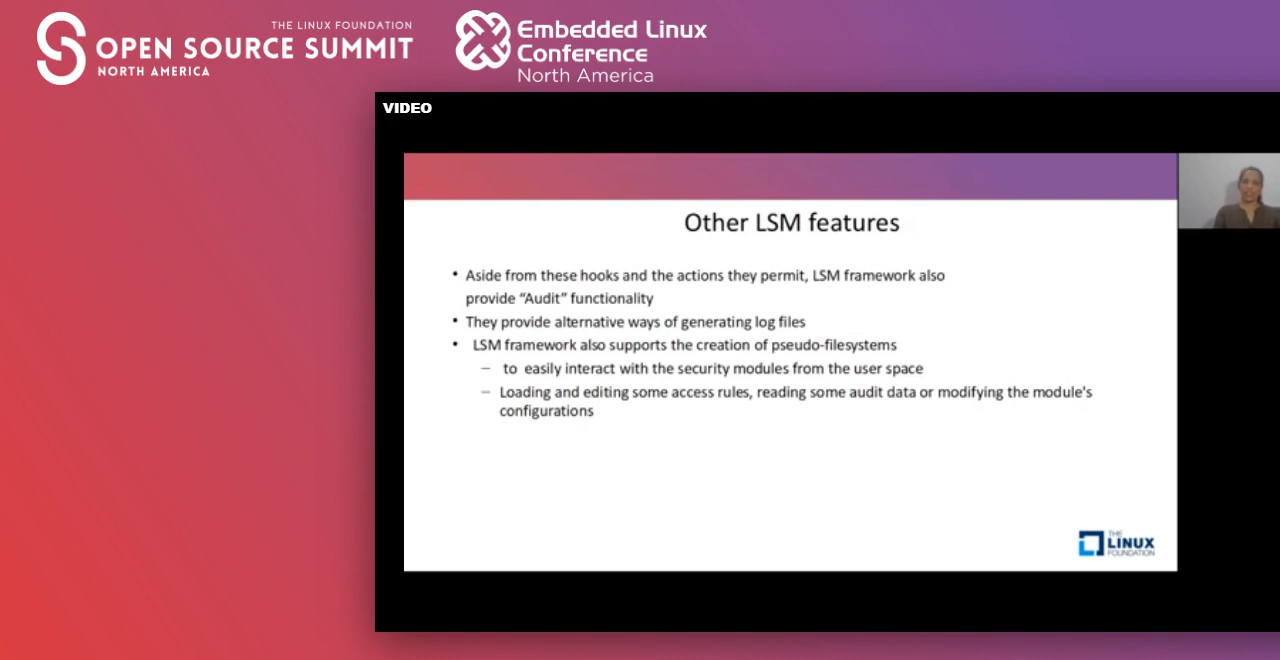 THE LINUX FOUNDATION
OPEN SOURCE SUMMIT
NORTH AMERICA
Embedded Linux
Conference
North America
VIDEO
Other LSM features
• Aside from these hooks and the actions they permit, LSM framework also
provide “Audit” functionality
• They provide alternative ways of generating log files
• LSM framework also supports the creation of pseudo-filesystems
– to easily interact with the security modules from the user space
– Loading and editing some access rules, reading some audit data or modifying the module's
configurations
THE
LINUX
FOUNDATION